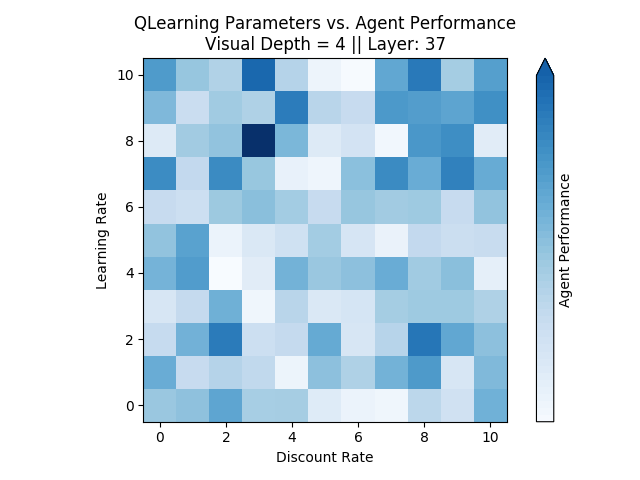 QLearning Parameters vs. Agent Performance
Visual Depth = 4 || Layer: 37
10
8
6
4
2
0
Learning Rate
0 2 4 6 8 10
Discount Rate
Agent Performance